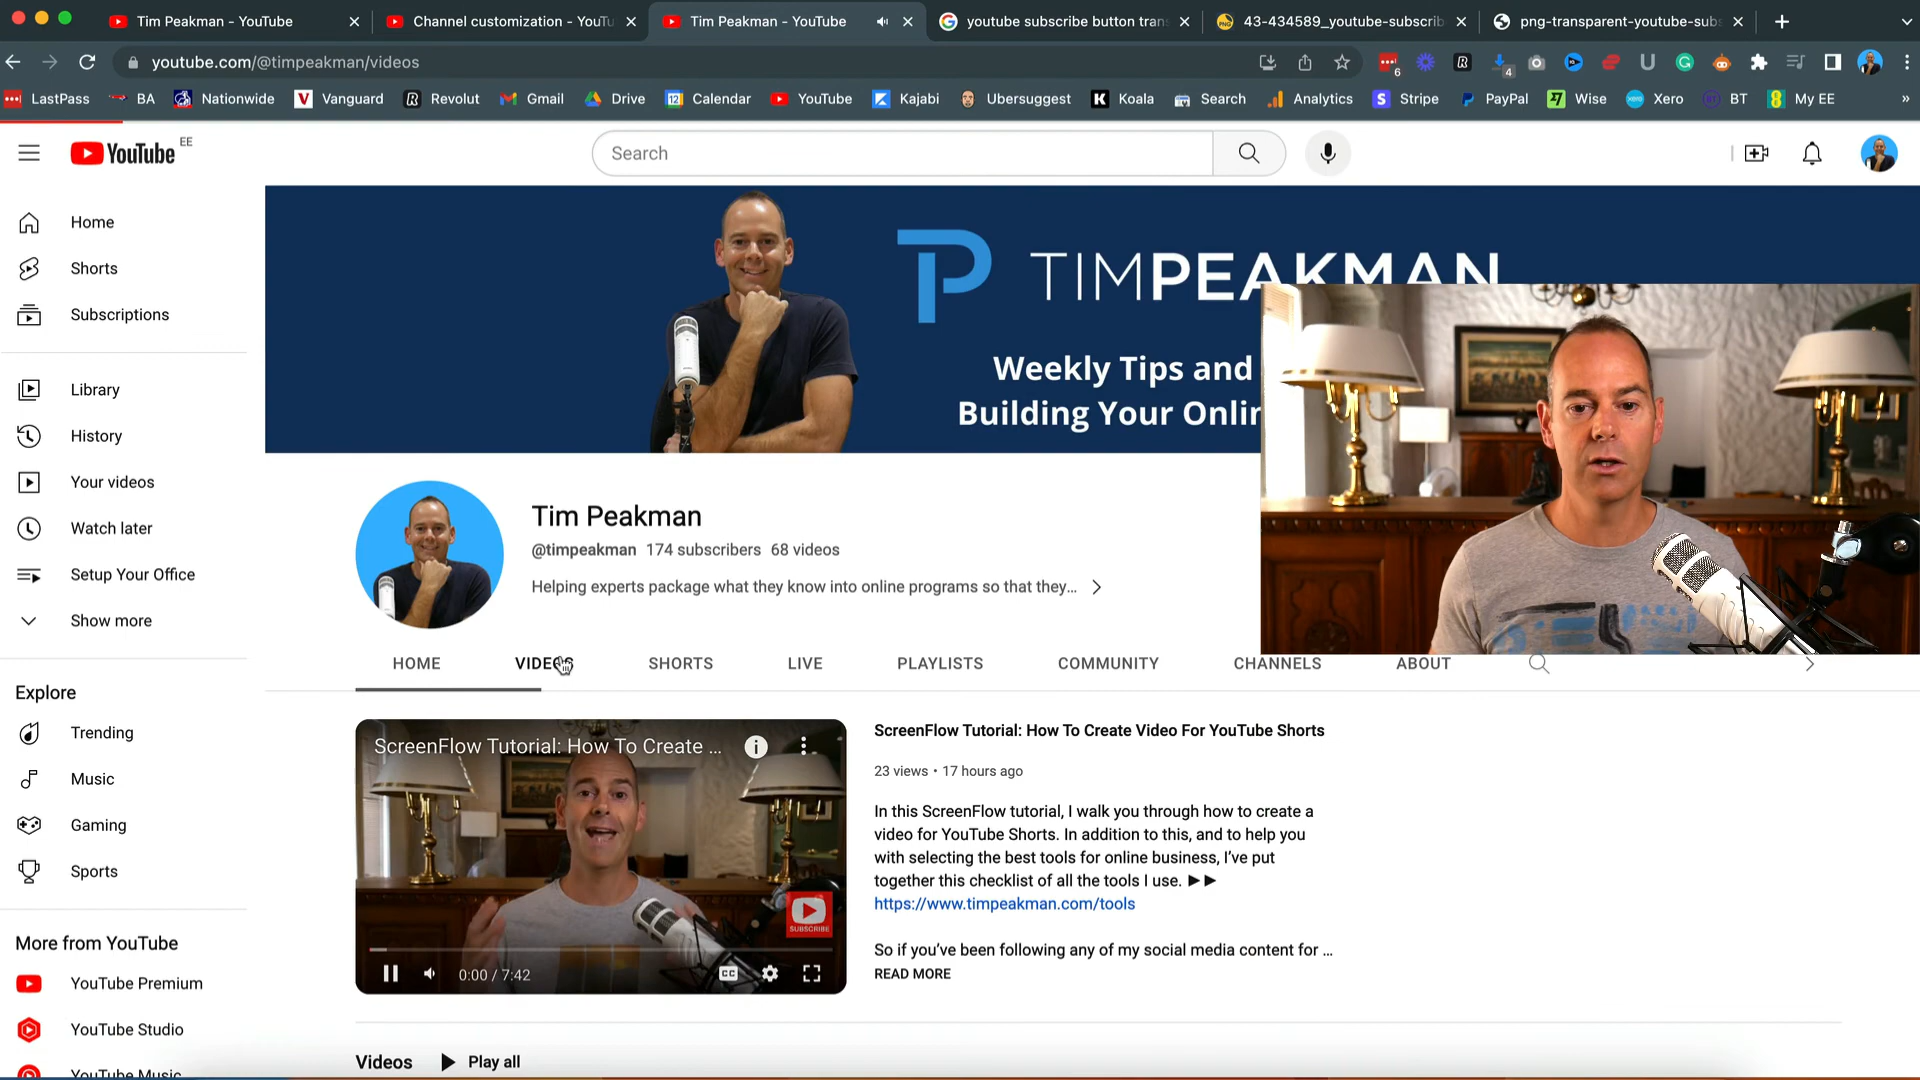 Tim Peakman - YouTube
Channel customization - YouTu
Tim Peakman - YouTube
youtube subscribe button tran
43-434589_youtube-subscrib
png-transparent-youtube-sub
youtube.com/@timpeakman/videos
6
4
LastPass
BA
Nationwide
Vanguard
Revolut
Gmail
Drive
Calendar
YouTube
Kajabi
Ubersuggest
Koala
Search
Analytics
Stripe
PayPal
Wise
Xero
BT
My EE
YouTube EE
Search
Home
Shorts
Subscriptions
Library
History
Your videos
Watch later
Setup Your Office
Show more
Explore
Trending
Music
Gaming
Sports
More from YouTube
YouTube Premium
YouTube Studio
YouTube Music
TIMPEAKMAN
Weekly Tips and
Building Your Onlin
Tim Peakman
@timpeakman 174 subscribers 68 videos
Helping experts package what they know into online programs so that they...
HOME VIDEOS SHORTS LIVE PLAYLISTS COMMUNITY CHANNELS ABOUT
ScreenFlow Tutorial: How To Create ...
SUBSCRIBE
0:00 / 7:42
CC
ScreenFlow Tutorial: How To Create Video For YouTube Shorts
23 views • 17 hours ago
In this ScreenFlow tutorial, I walk you through how to create a
video for YouTube Shorts. In addition to this, and to help you
with selecting the best tools for online business, I've put
together this checklist of all the tools I use. ►►
https://www.timpeakman.com/tools
So if you've been following any of my social media content for ...
READ MORE
Videos
Play all